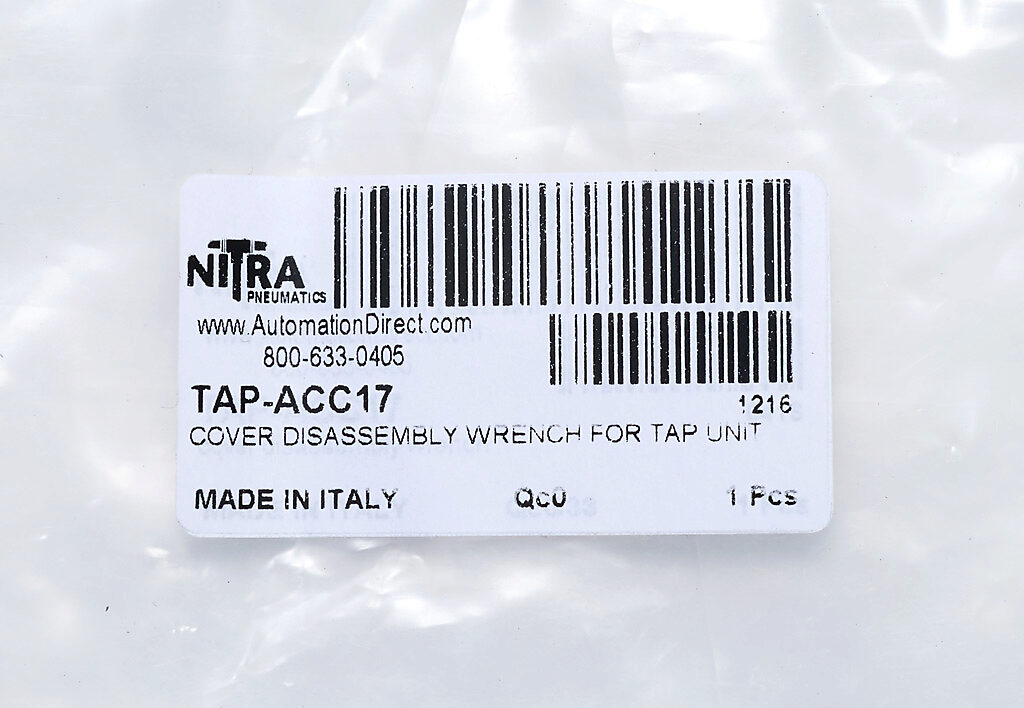 NITRA
PNEUMATICS
www.AutomationDirect.com
800-633-0405
TAP-ACC17
1216
COVER DISASSEMBLY WRENCH FOR TAP UNIT
MADE IN ITALY Qc0 1 Pcs